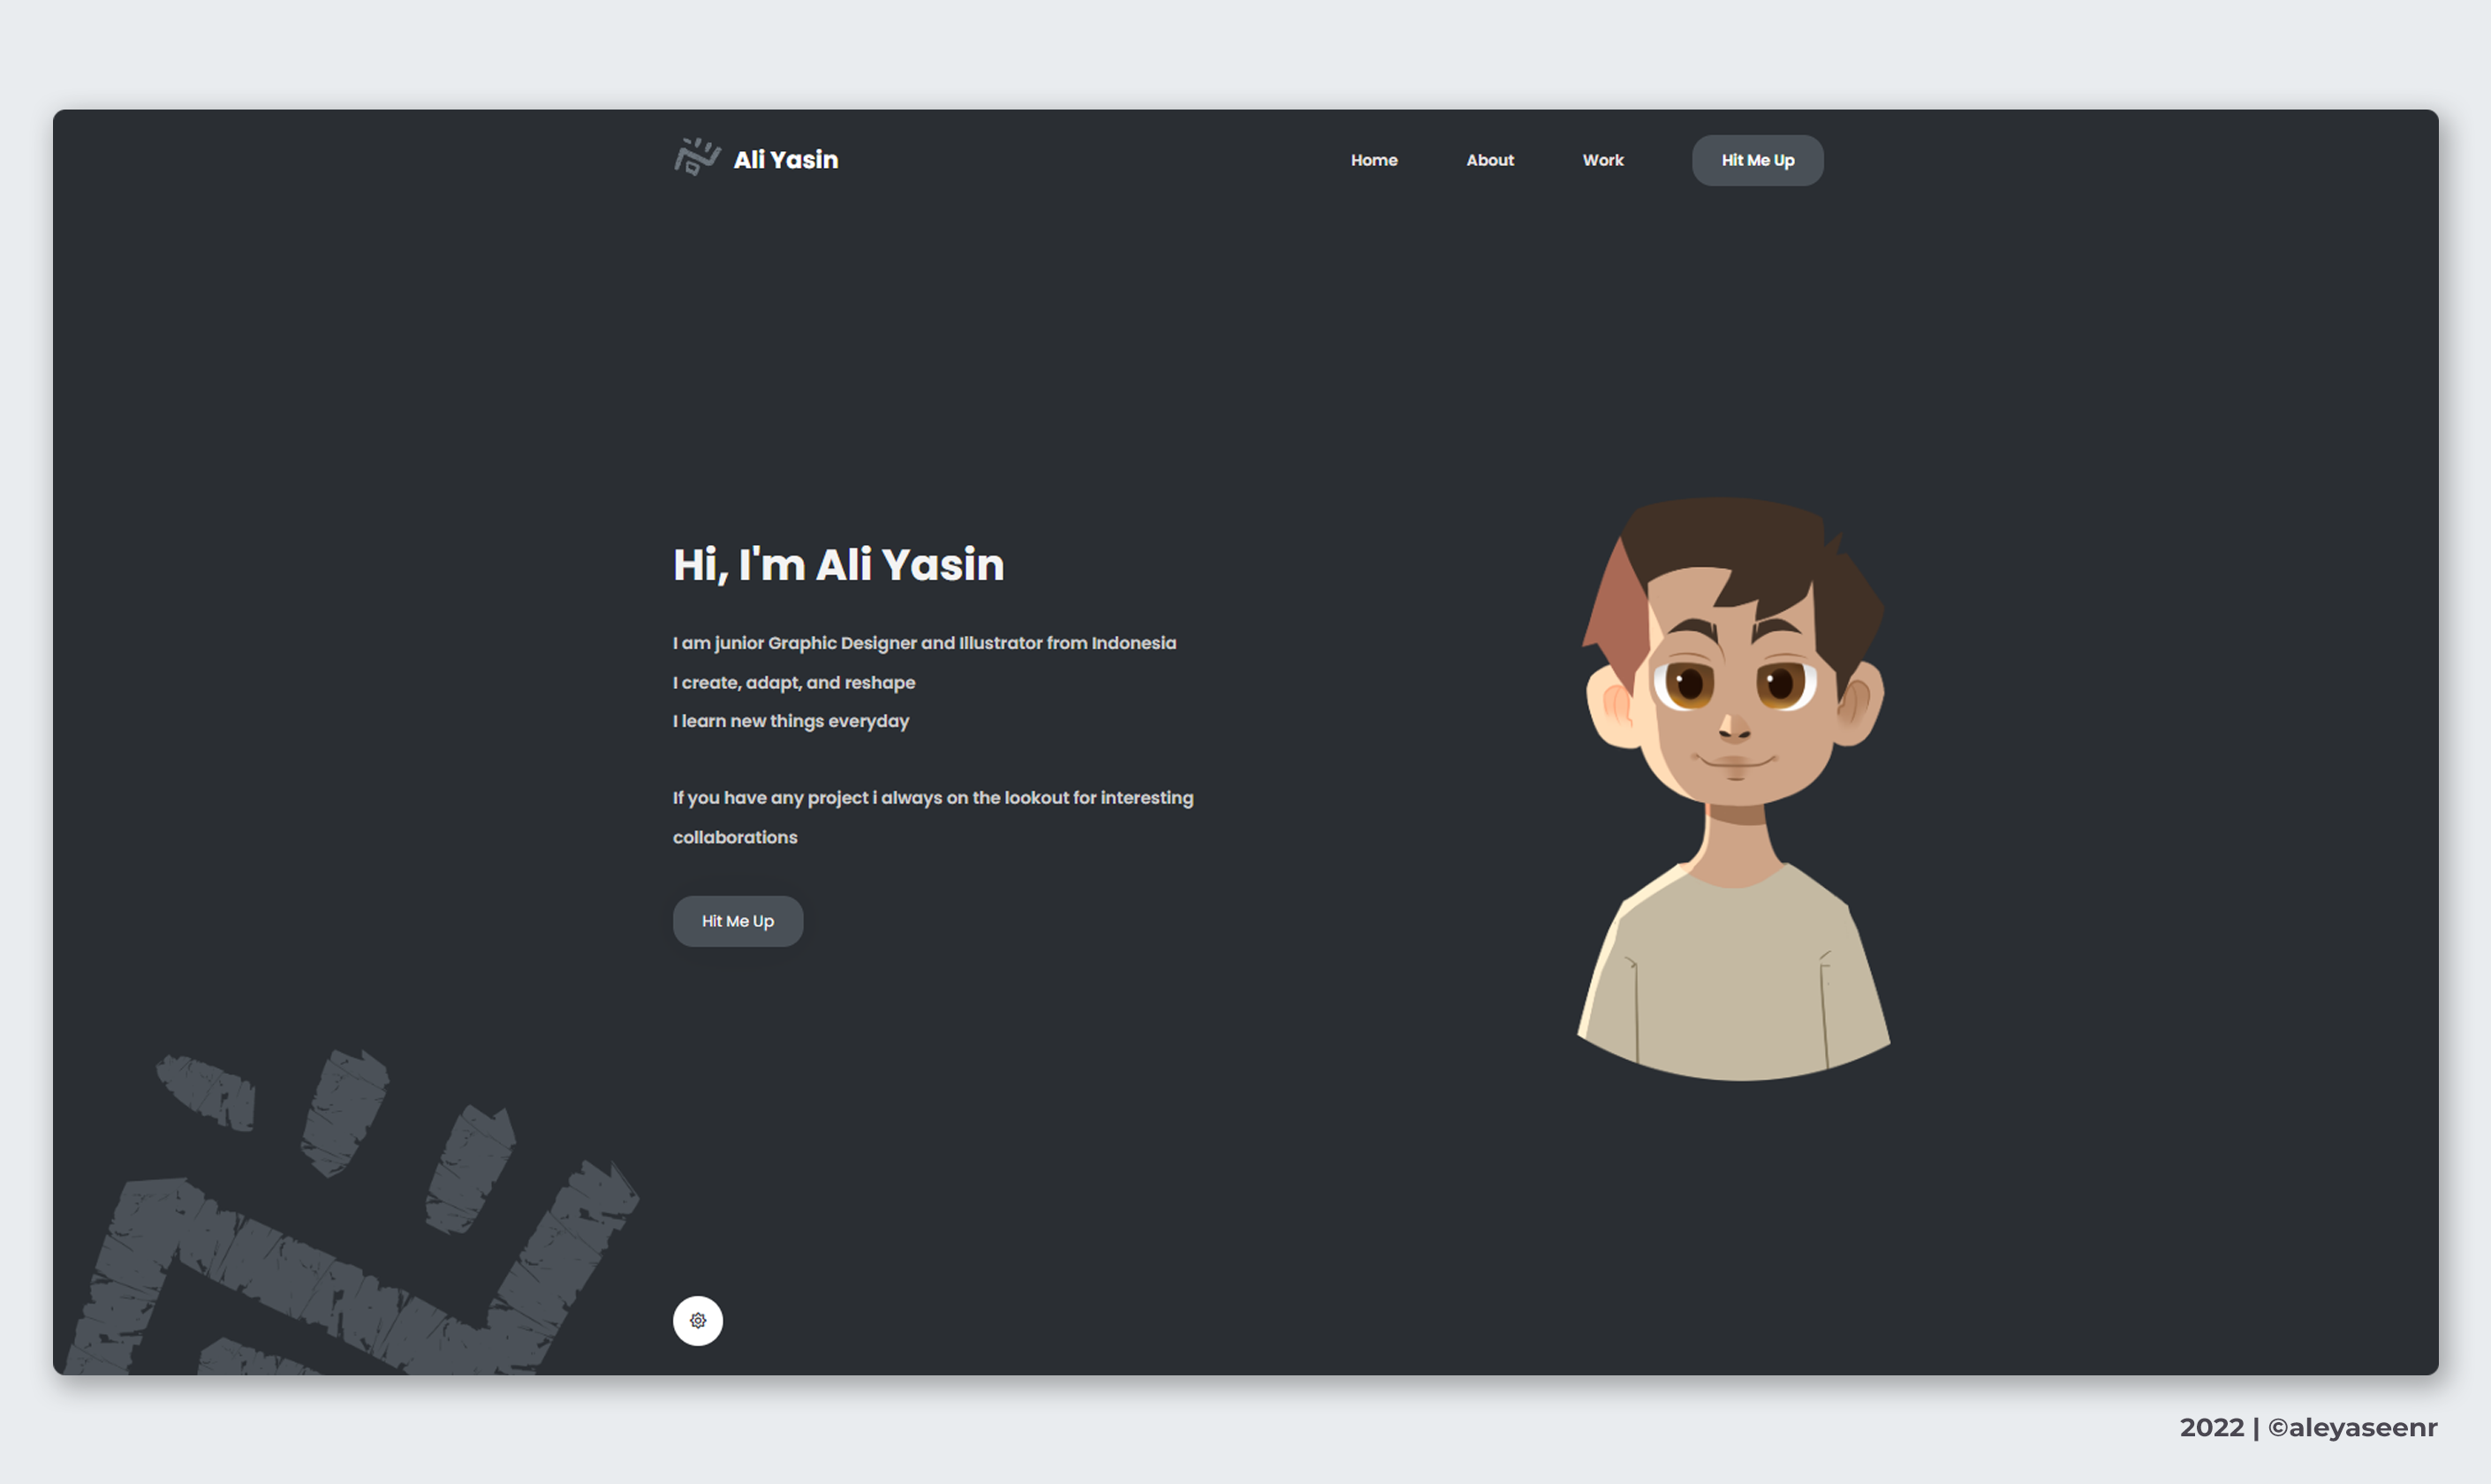 Ali Yasin
Home
About
Work
Hit Me Up
Hi, I'm Ali Yasin
I am junior Graphic Designer and Illustrator from Indonesia
I create, adapt, and reshape
I learn new things everyday
If you have any project i always on the lookout for interesting
collaborations
Hit Me Up
2022 | ©aleyaseenr